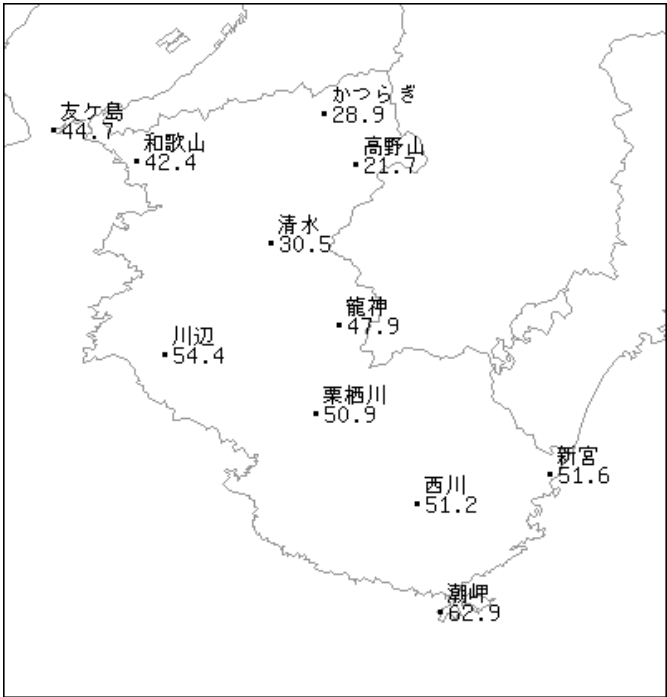 かつらぎ
28.9
友ケ島
44.7
和歌山
42.4
高野山
21.7
清水
30.5
龍神
47.9
川辺
54.4
栗栖川
50.9
新宮
51.6
西川
51.2
潮岬
62.9